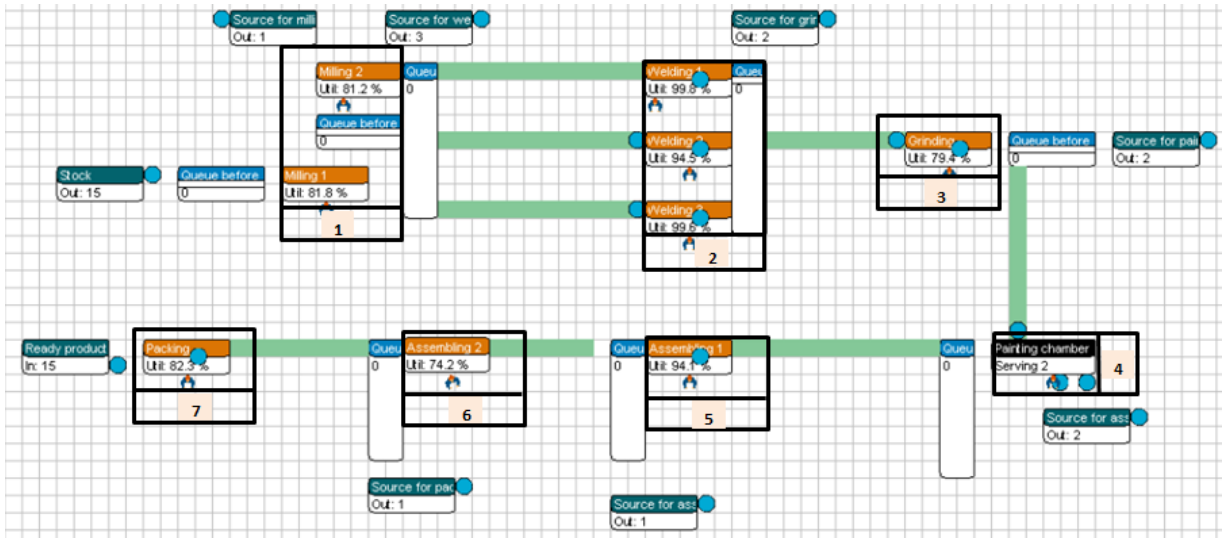 Source for milli
Out: 1
Source for we
Out: 3
Source for grin
Out: 2
Milling 2
Util: 81.2 %
Queu
0
Welding 1
Util: 99.8 %
Queu
0
Queue before
0
Welding 2
Util: 94.5 %
Grinding
Util: 79.4 %
Queue before
0
Source for pai
Out: 2
Stock
Out: 15
Queue before
0
Milling 1
Util: 81.8 %
1
Welding
Util: 99.6 %
2
3
Ready product
In: 15
Packing
Util: 82.3 %
7
Queu
0
Assembling 2
Util: 74.2 %
6
Queu
0
Assembling 1
Util: 94.1 %
5
Queu
0
Painting chamber
Serving 2
4
Source for ass
Out: 2
Source for pac
Out: 1
Source for ass
Out: 1